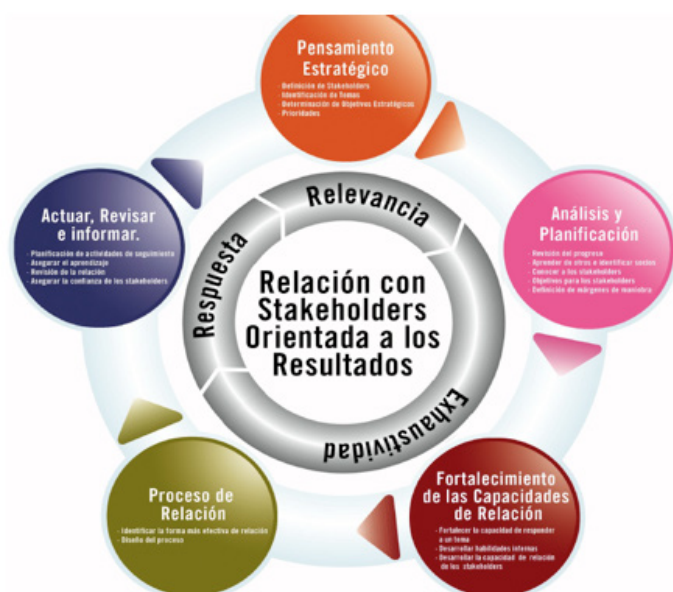 Pensamiento
Estratégico
- Definición de Stakeholders
- Identificación de Temas
- Determinación de Objetivos Estratégicos
- Prioridades
Análisis y
Planificación
- Revisión del progreso
- Aprender de otros e identificar socios
- Conocer a los stakeholders
- Objetivos para los stakeholders
- Definición de márgenes de maniobra
Fortalecimiento
de las Capacidades
de Relación
- Fortalecer la capacidad de responder
a un tema
- Desarrollar habilidades internas
- Desarrollar la capacidad de relación
de los stakeholders
Proceso de
Relación
- Identificar la forma más efectiva de relación
- Diseño del proceso
Actuar, Revisar
e informar.
- Planificación de actividades de seguimiento
- Asegurar el aprendizaje
- Revisión de la relación
- Asegurar la confianza de los stakeholders
Relevancia
Exhaustividad
Respuesta
Relación con
Stakeholders
Orientada a los
Resultados